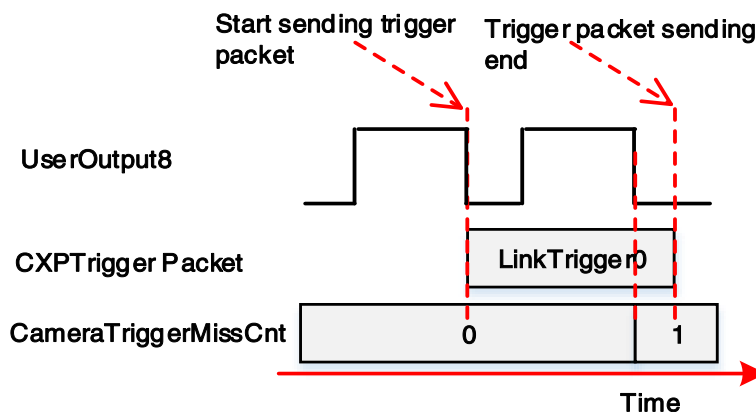 Start sending trigger
packet
Trigger packet sending
end
UserOutput8
CXPTrigger Packet
LinkTrigger0
CameraTriggerMissCnt
0
1
Time